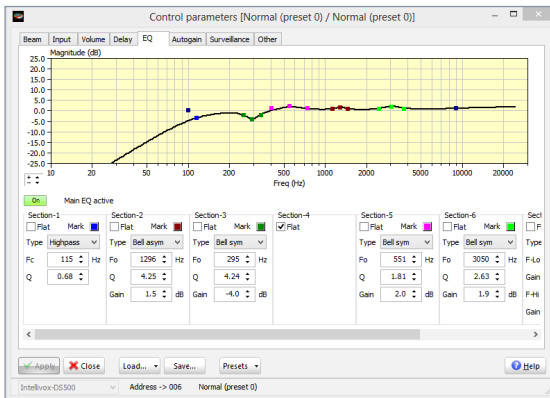 Control parameters [Normal (preset 0) / Normal (preset 0)]
Beam Input Volume Delay EQ Autogain Surveillance Other
Magnitude (dB)
25.0
20.0
15.0
10.0
5.0
0.0
-5.0
-10.0
-15.0
-20.0
-25.0
10 20 50 100 200 500 1000 2000 5000 10000 20000
Freq (Hz)
On Main EQ active
Section-1 Section-2 Section-3 Section-4 Section-5 Section-6 Sect
Flat Mark Flat Mark Flat Mark Flat Flat Mark Flat Mark F
Type Highpass Type Bell asym Type Bell sym Type Bell sym Type Bell sym Type
Fc 115 Hz Fo 1296 Hz Fo 295 Hz Fo 551 Hz Fo 3050 Hz F-Lo
Q 0.68 Q 4.25 Q 4.24 Q 1.81 Q 2.63 Gain
Gain 1.5 dB Gain -4.0 dB Gain 2.0 dB Gain 1.9 dB F-Hi
Gain
Apply Close Load... Save... Presets Help
Intellivox-DS500 Address -> 006 Normal (preset 0)